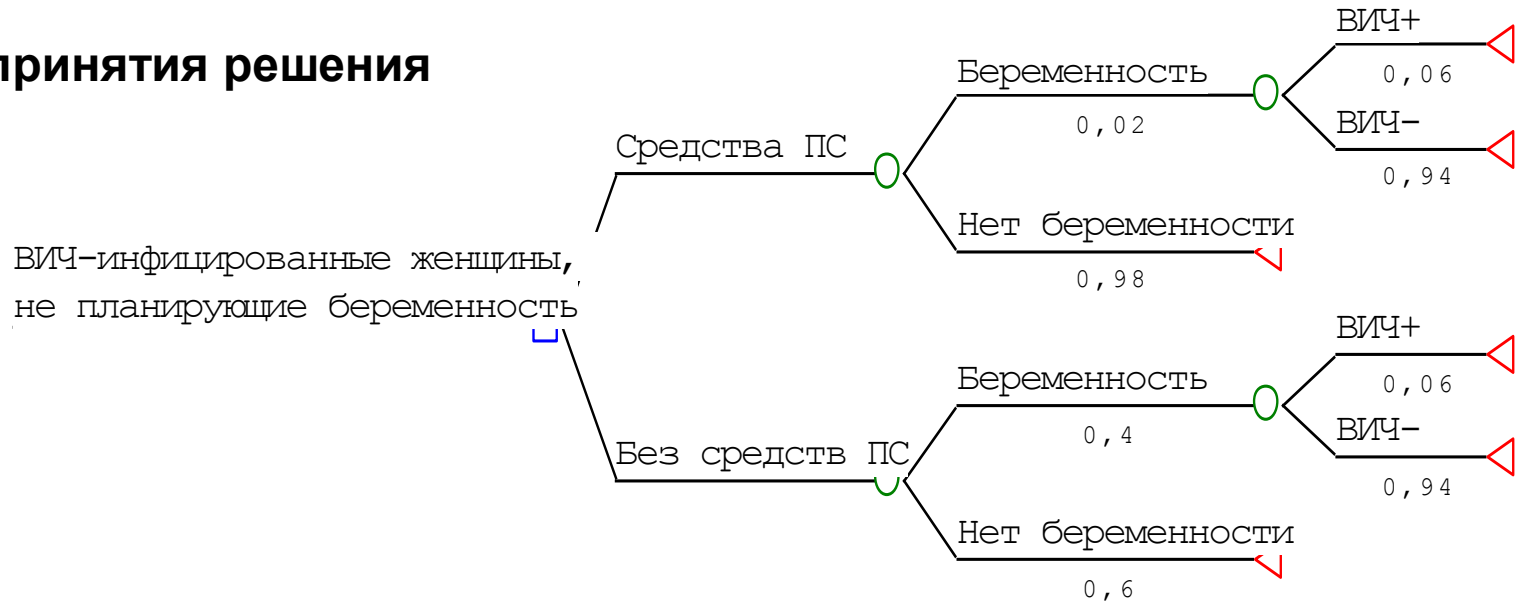 принятия решения
ВИЧ+
0,06
Беременность
0,02
ВИЧ-
0,94
Средства ПС
Нет беременности
0,98
ВИЧ-инфицированные женщины,
не планирующие беременность
ВИЧ+
0,06
Беременность
0,4
ВИЧ-
0,94
Без средств ПС
Нет беременности
0,6